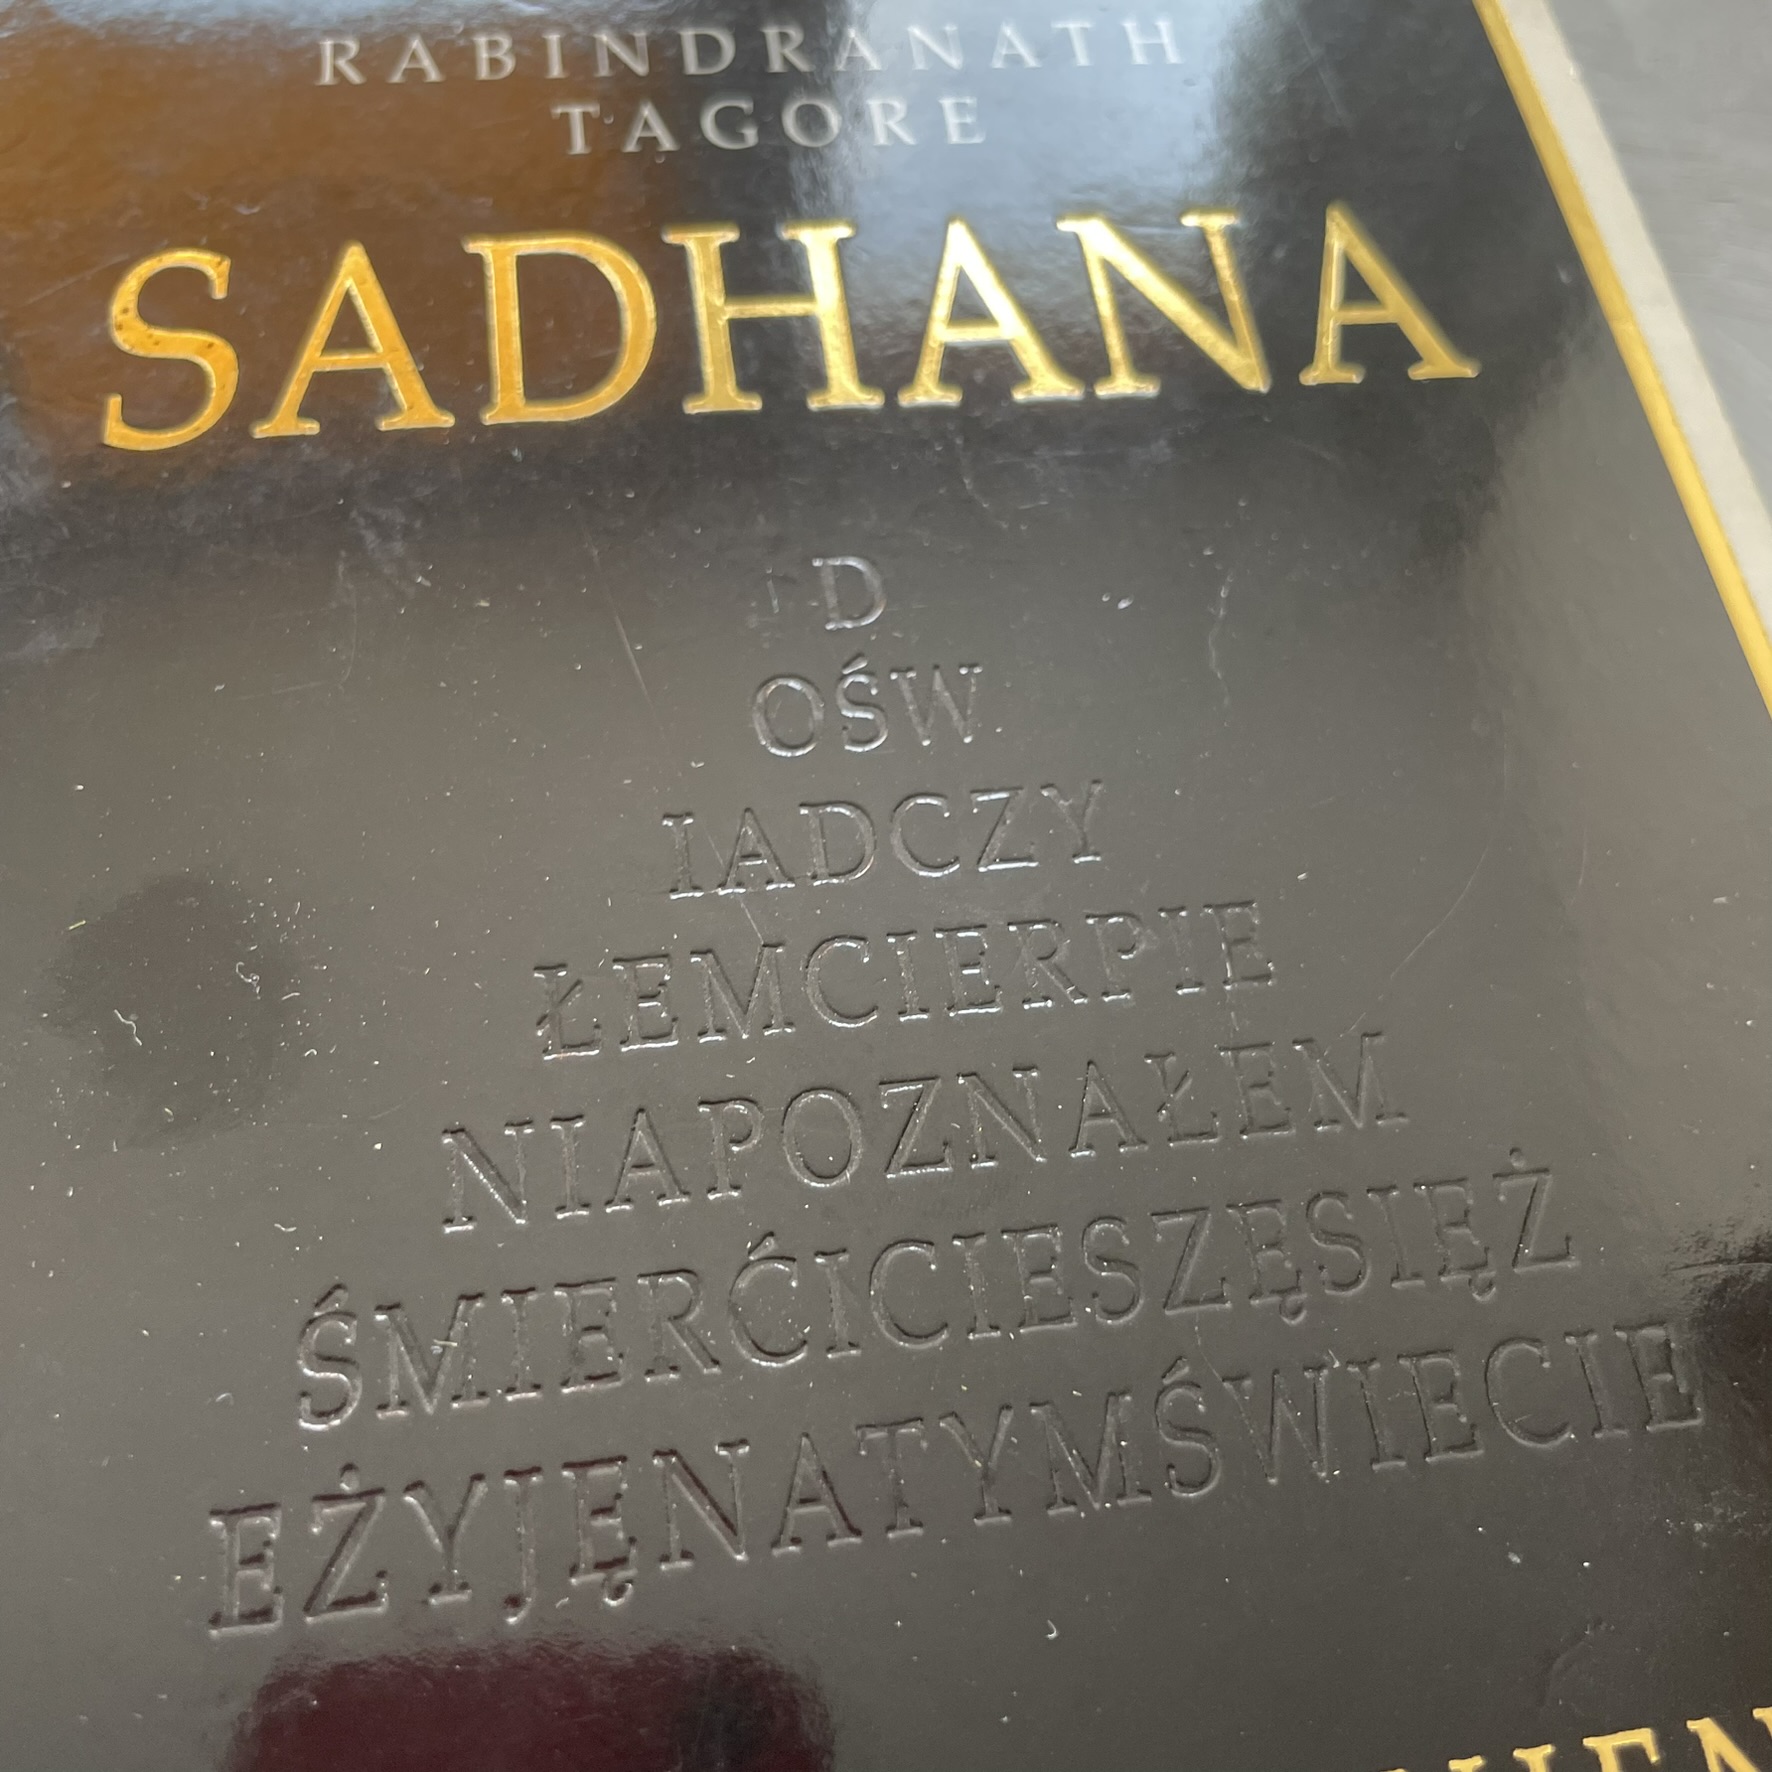 RABINDRANATH
TAGORE
SADHANA
D
OŚW
IADCZY
ŁEMCIERPIE
NIAPOZNAŁEM
ŚMIERĆICIESZĘSIĘŻ
EŻYJĘNATYMŚWIECIE